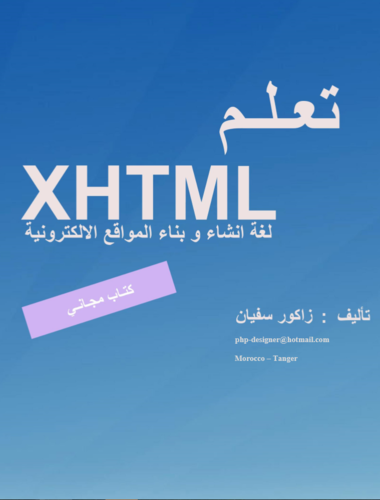 تعلم
XHTML
لغة انشاء و بناء المواقع الالكترونية
كتاب مجاني
تأليف : زاكور سفيان
php-designer@hotmail.com
Morocco – Tanger